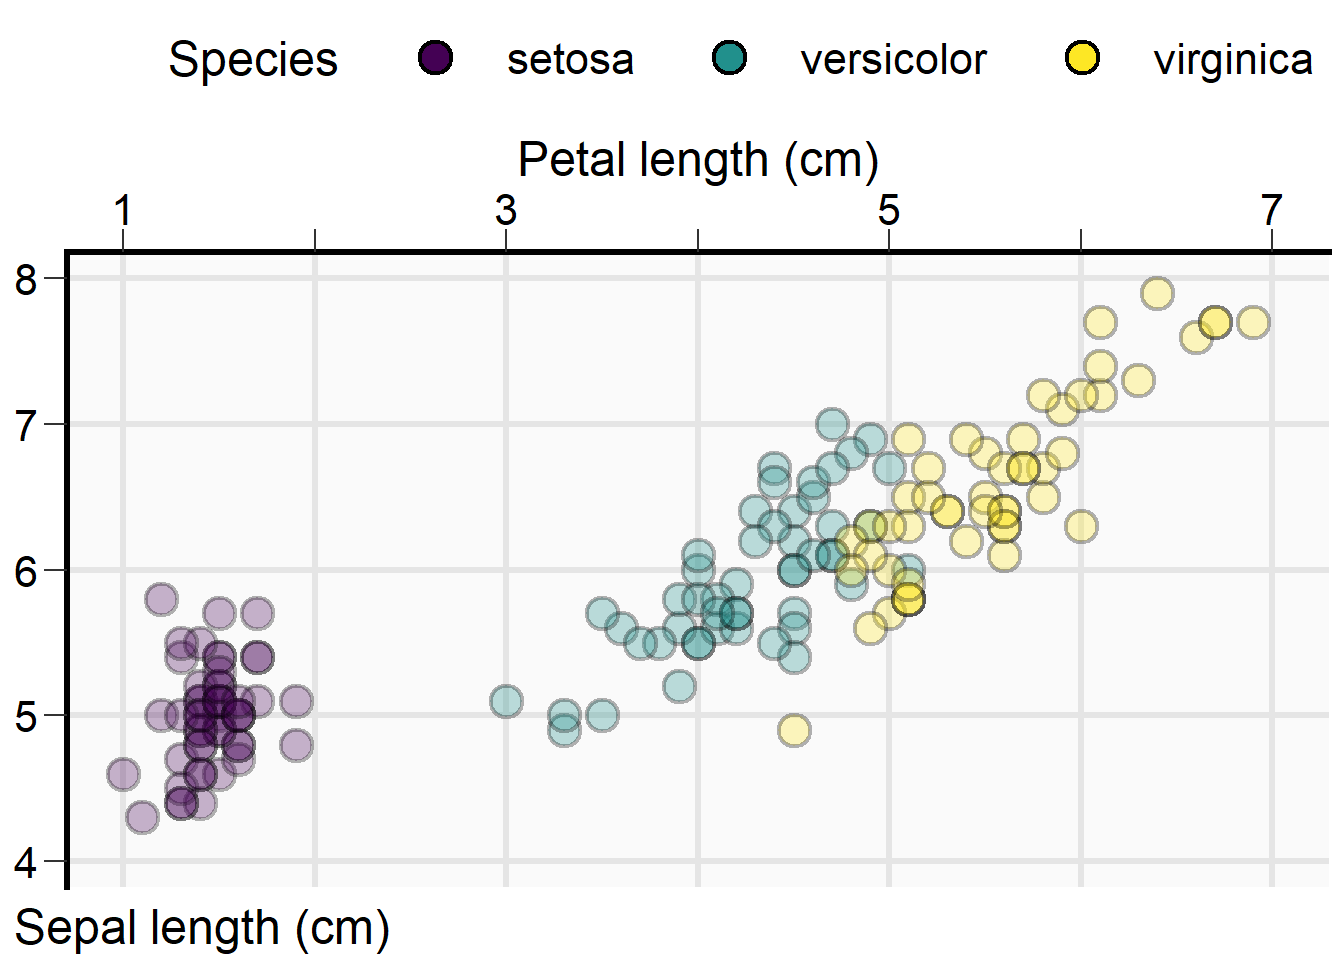 Species setosa versicolor virginica
Petal length (cm)
1 3 5 7
8
7
6
5
4
Sepal length (cm)